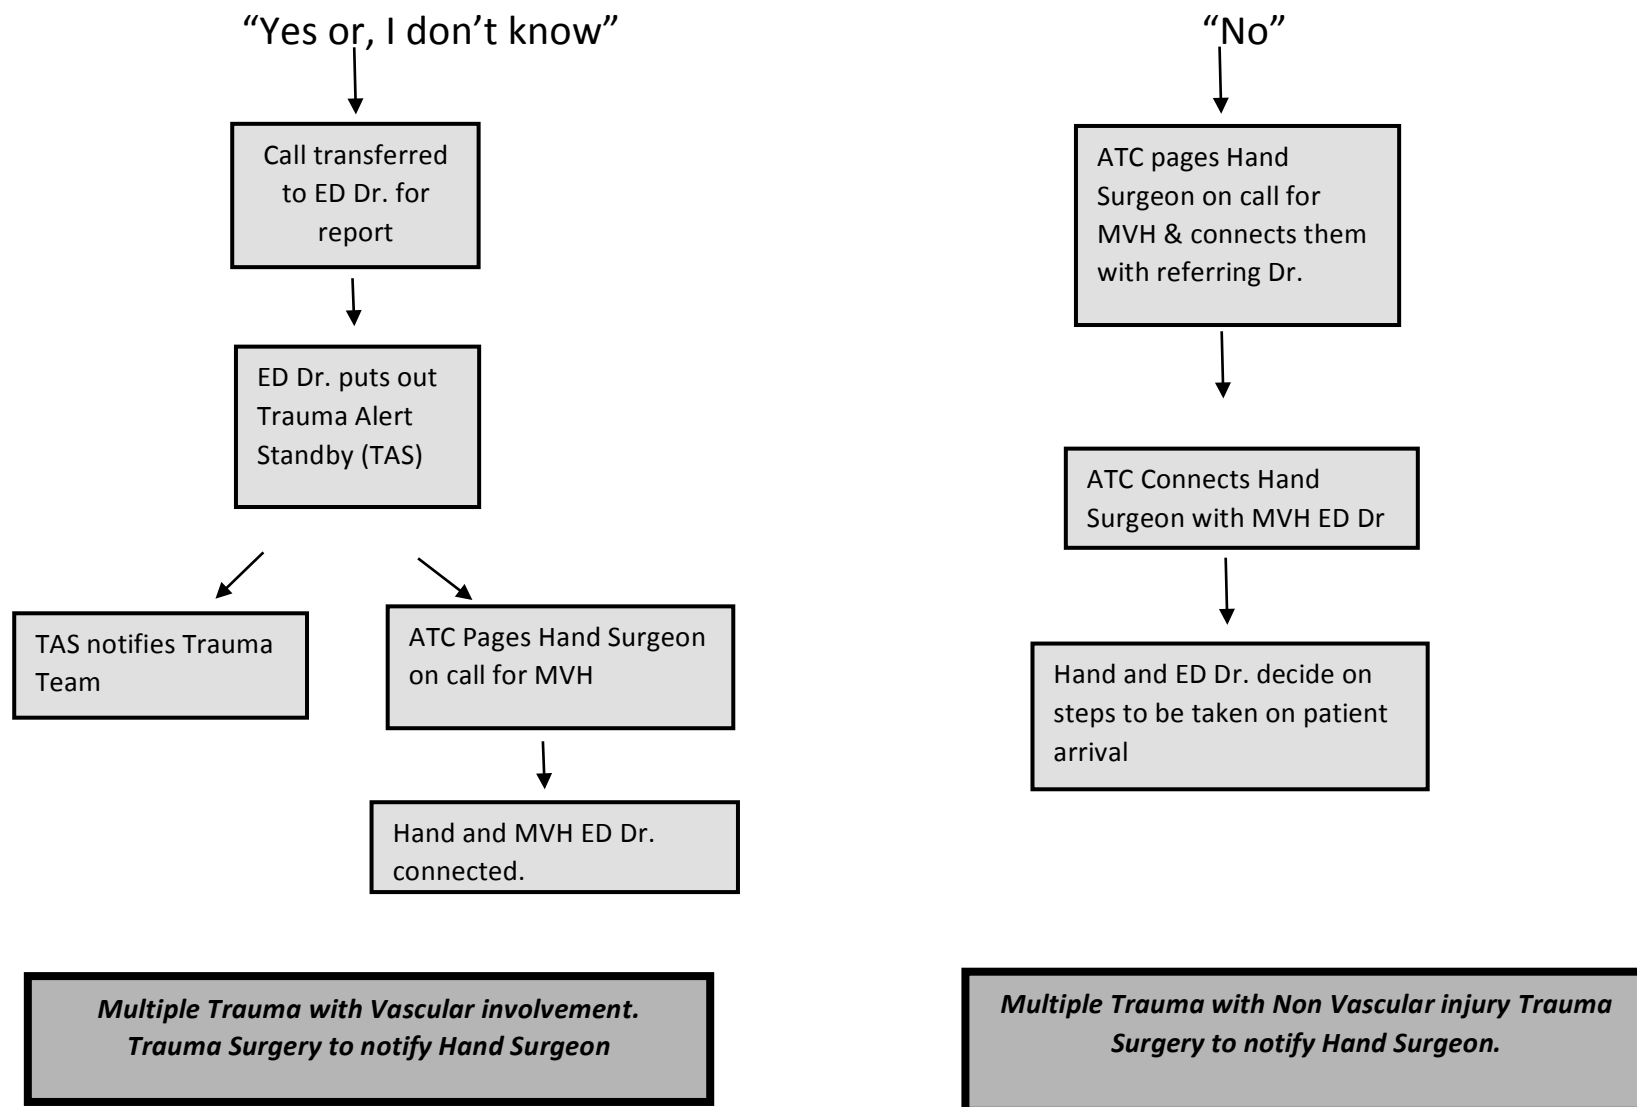 “Yes or, I don’t know”
Call transferred
to ED Dr. for
report
ED Dr. puts out
Trauma Alert
Standby (TAS)
TAS notifies Trauma
Team
ATC Pages Hand Surgeon
on call for MVH
Hand and MVH ED Dr.
connected.
Multiple Trauma with Vascular involvement.
Trauma Surgery to notify Hand Surgeon
“No”
ATC pages Hand
Surgeon on call for
MVH & connects them
with referring Dr.
ATC Connects Hand
Surgeon with MVH ED Dr
Hand and ED Dr. decide on
steps to be taken on patient
arrival
Multiple Trauma with Non Vascular injury Trauma
Surgery to notify Hand Surgeon.